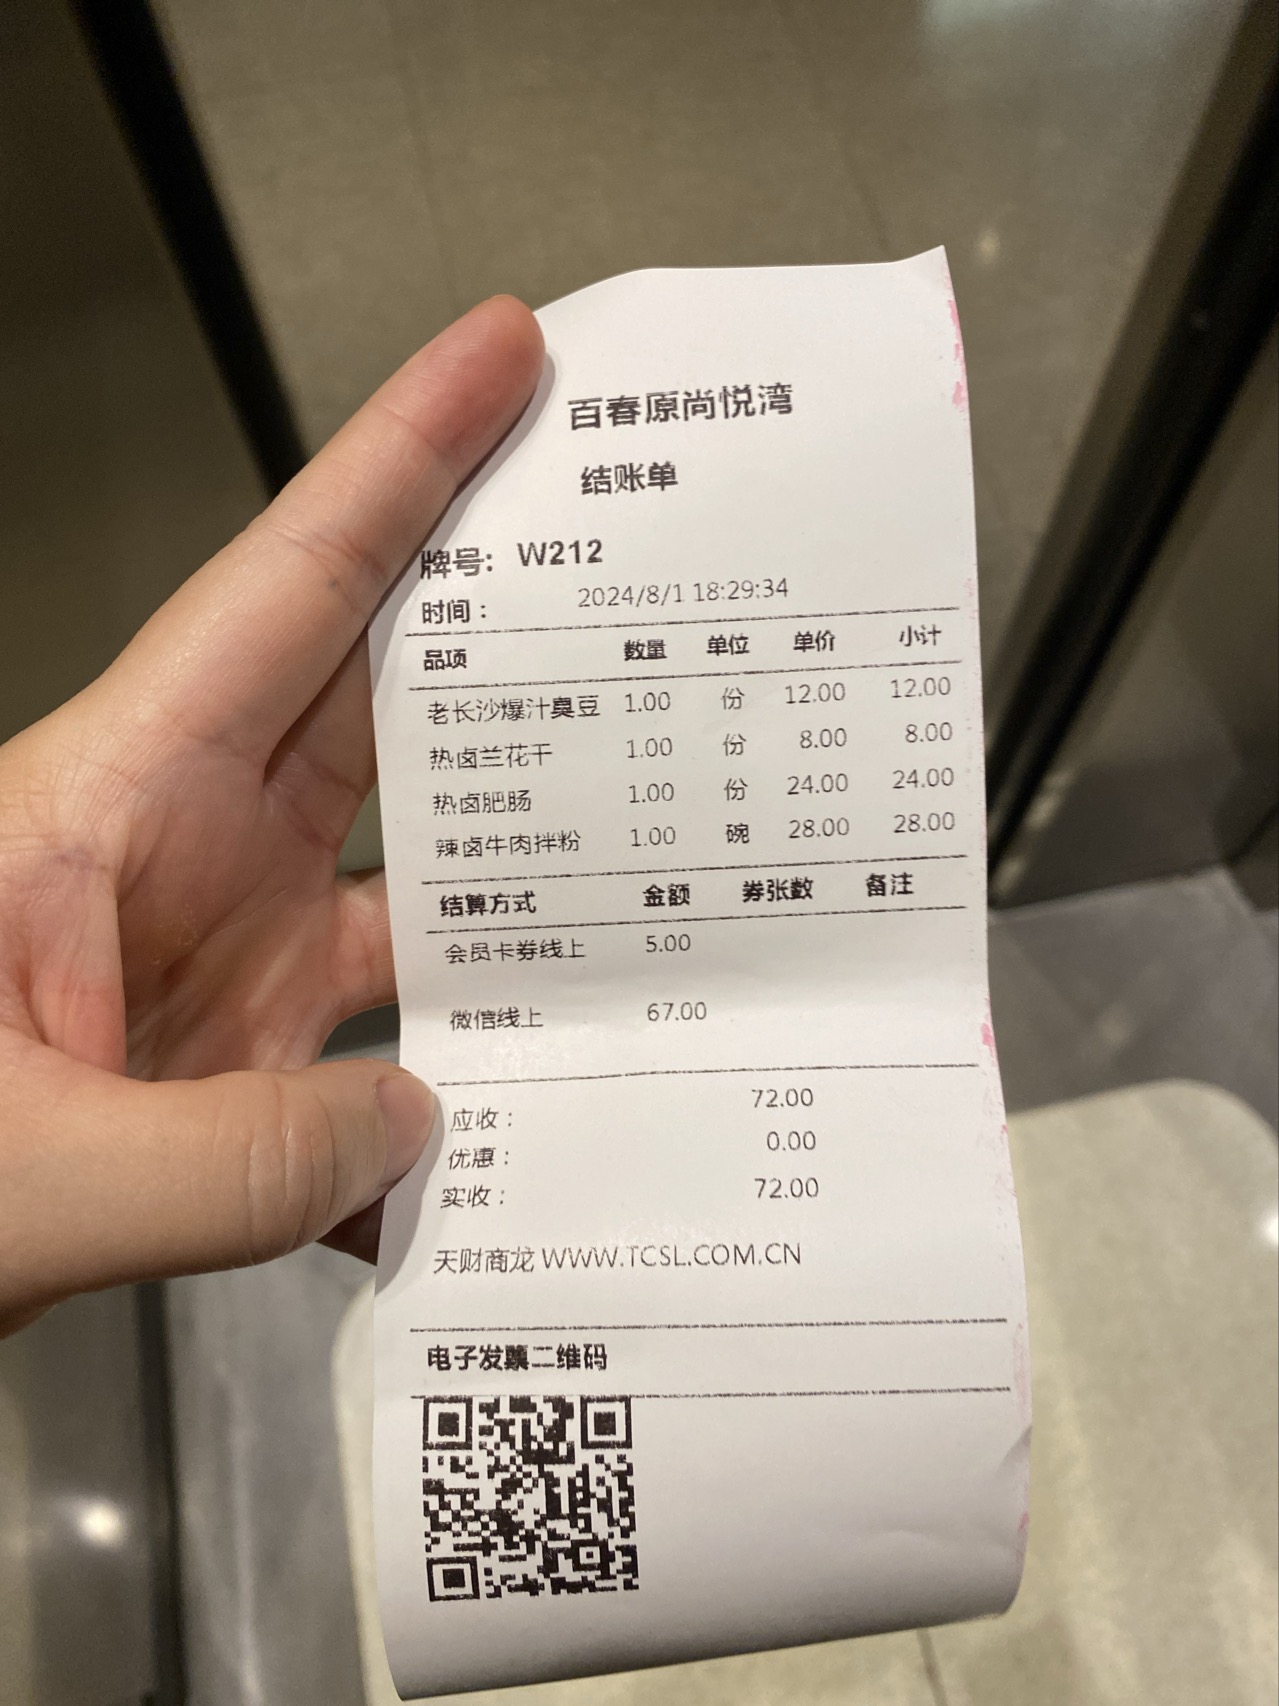 百春原尚悦湾
结账单
牌号: W212
时间： 2024/8/1 18:29:34
品项 数量 单位 单价 小计
老长沙爆汁臭豆 1.00 份 12.00 12.00
热卤兰花干 1.00 份 8.00 8.00
热卤肥肠 1.00 份 24.00 24.00
辣卤牛肉拌粉 1.00 碗 28.00 28.00
结算方式 金额 券张数 备注
会员卡券线上 5.00
微信线上 67.00
应收： 72.00
优惠： 0.00
实收： 72.00
天财商龙 WWW.TCSL.COM.CN
电子发票二维码